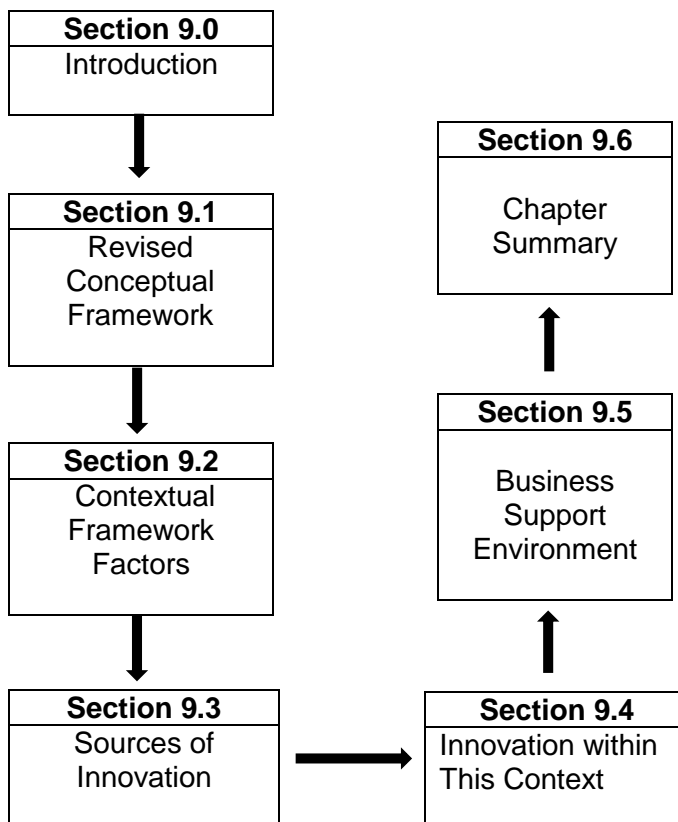 Section 9.0
Introduction
Section 9.1
Revised
Conceptual
Framework
Section 9.2
Contextual
Framework
Factors
Section 9.3
Sources of
Innovation
Section 9.4
Innovation within
This Context
Section 9.5
Business
Support
Environment
Section 9.6
Chapter
Summary